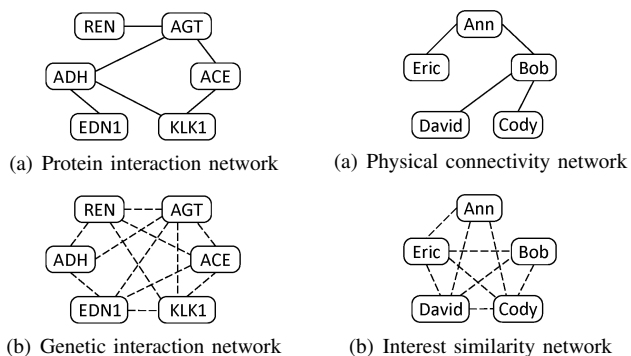 REN
AGT
ADH
ACE
EDN1
KLK1
(a) Protein interaction network
REN
AGT
ADH
ACE
EDN1
KLK1
(b) Genetic interaction network
Ann
Eric
Bob
David
Cody
(a) Physical connectivity network
Ann
Eric
Bob
David
Cody
(b) Interest similarity network